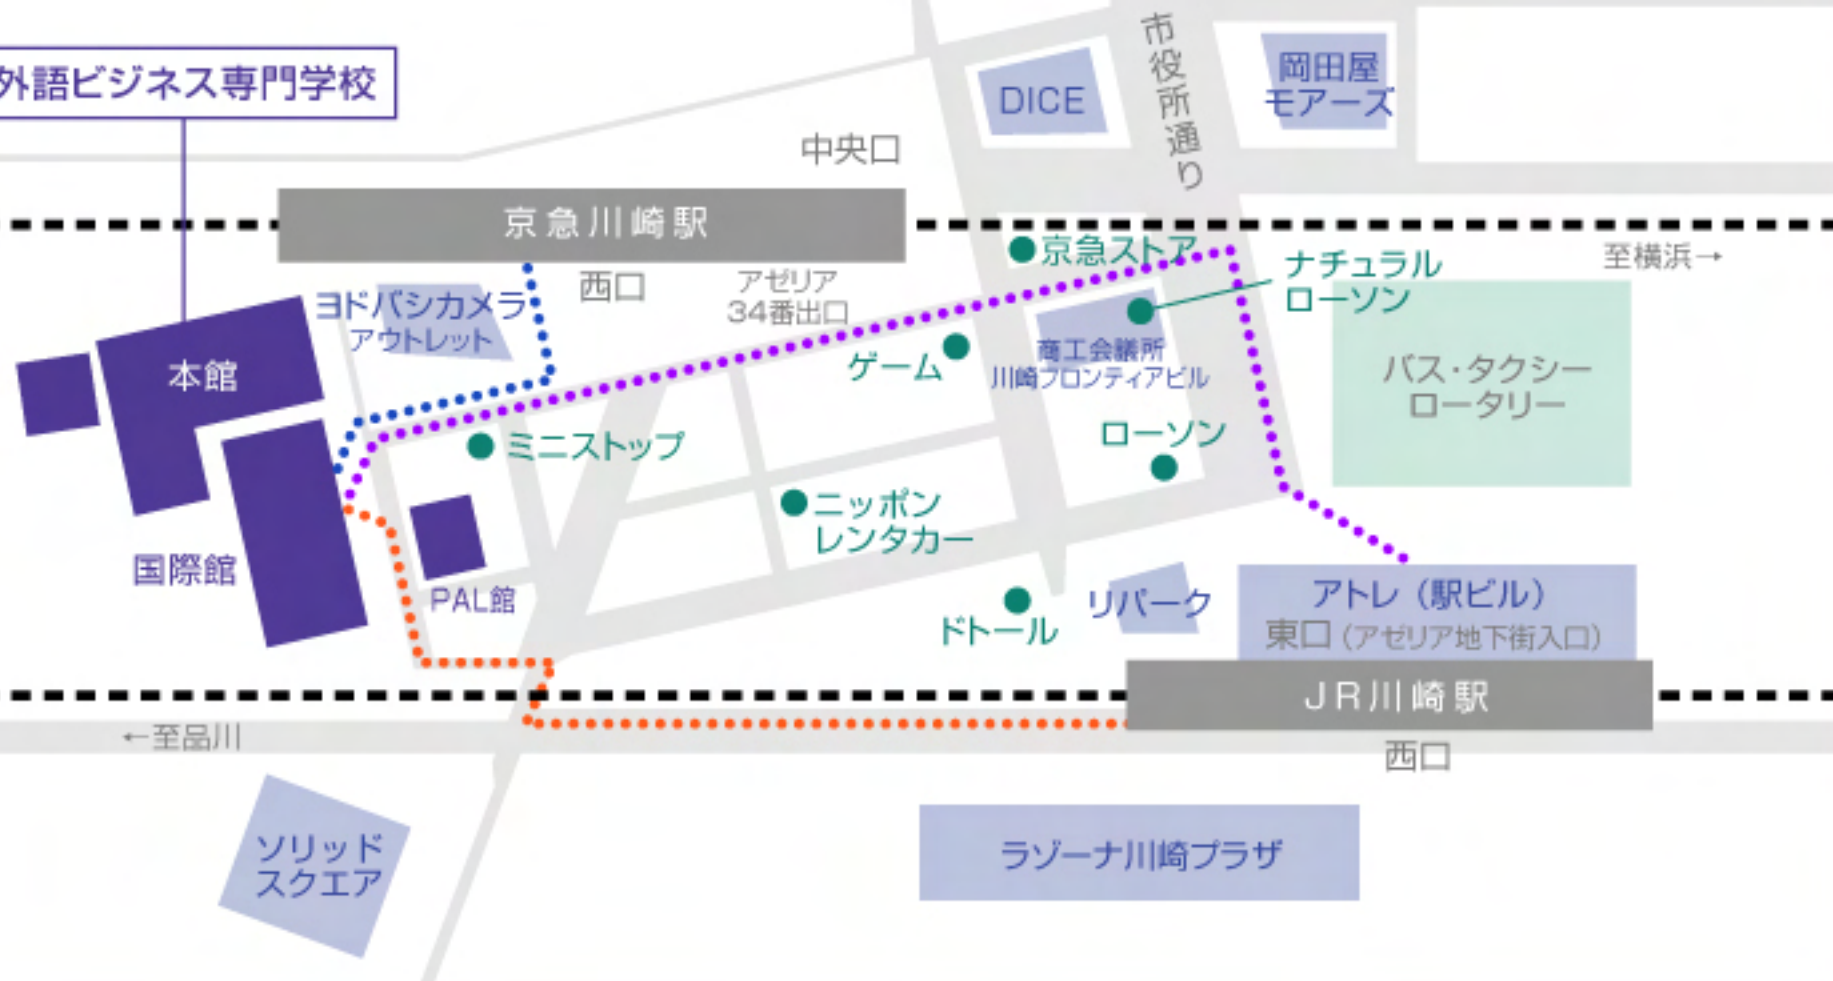 外語ビジネス専門学校
市役所通り
DICE
岡田屋
モアーズ
中央口
京急川崎駅
西口
アゼリア
34番出口
京急ストア
ナチュラル
ローソン
至横浜→
ヨドバシカメラ
アウトレット
本館
ゲーム
商工会議所
川崎フロンティアビル
バス・タクシー
ロータリー
ミニストップ
ローソン
ニッポン
レンタカー
国際館
PAL館
ドトール
リパーク
アトレ（駅ビル）
東口（アゼリア地下街入口）
JR川崎駅
←至品川
西口
ソリッド
スクエア
ラゾーナ川崎プラザ